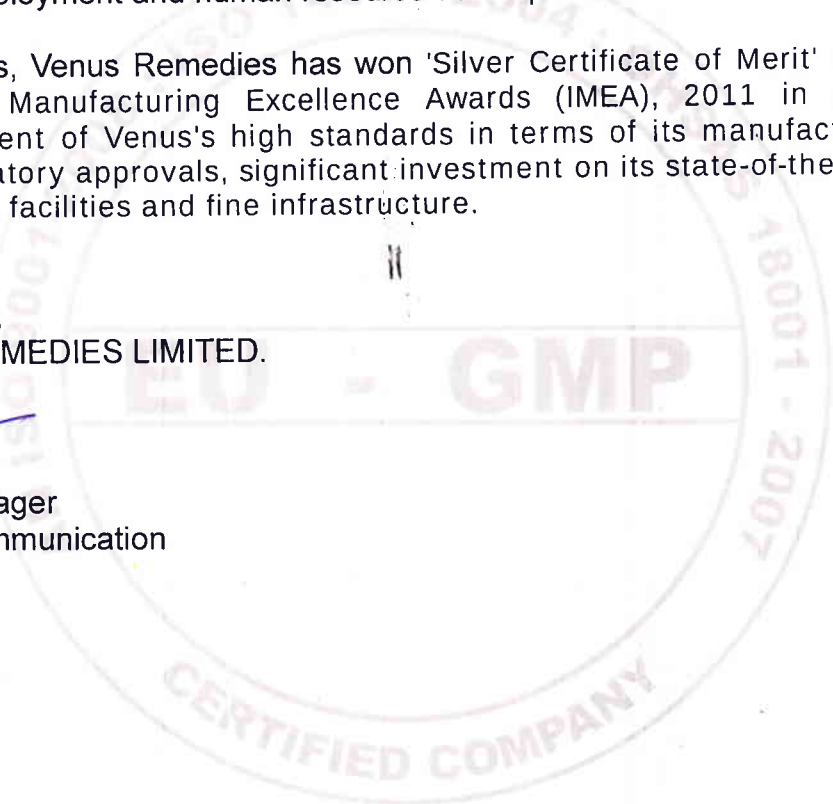 s, Venus Remedies has won 'Silver Certificate of Merit'
Manufacturing Excellence Awards (IMEA), 2011 in
ent of Venus's high standards in terms of its manufact
atory approvals, significant investment on its state-of-the
facilities and fine infrastructure.
MEDIES LIMITED.
EU - GMP
ager
mmunication
CERTIFIED COMPANY
18001 - 2007